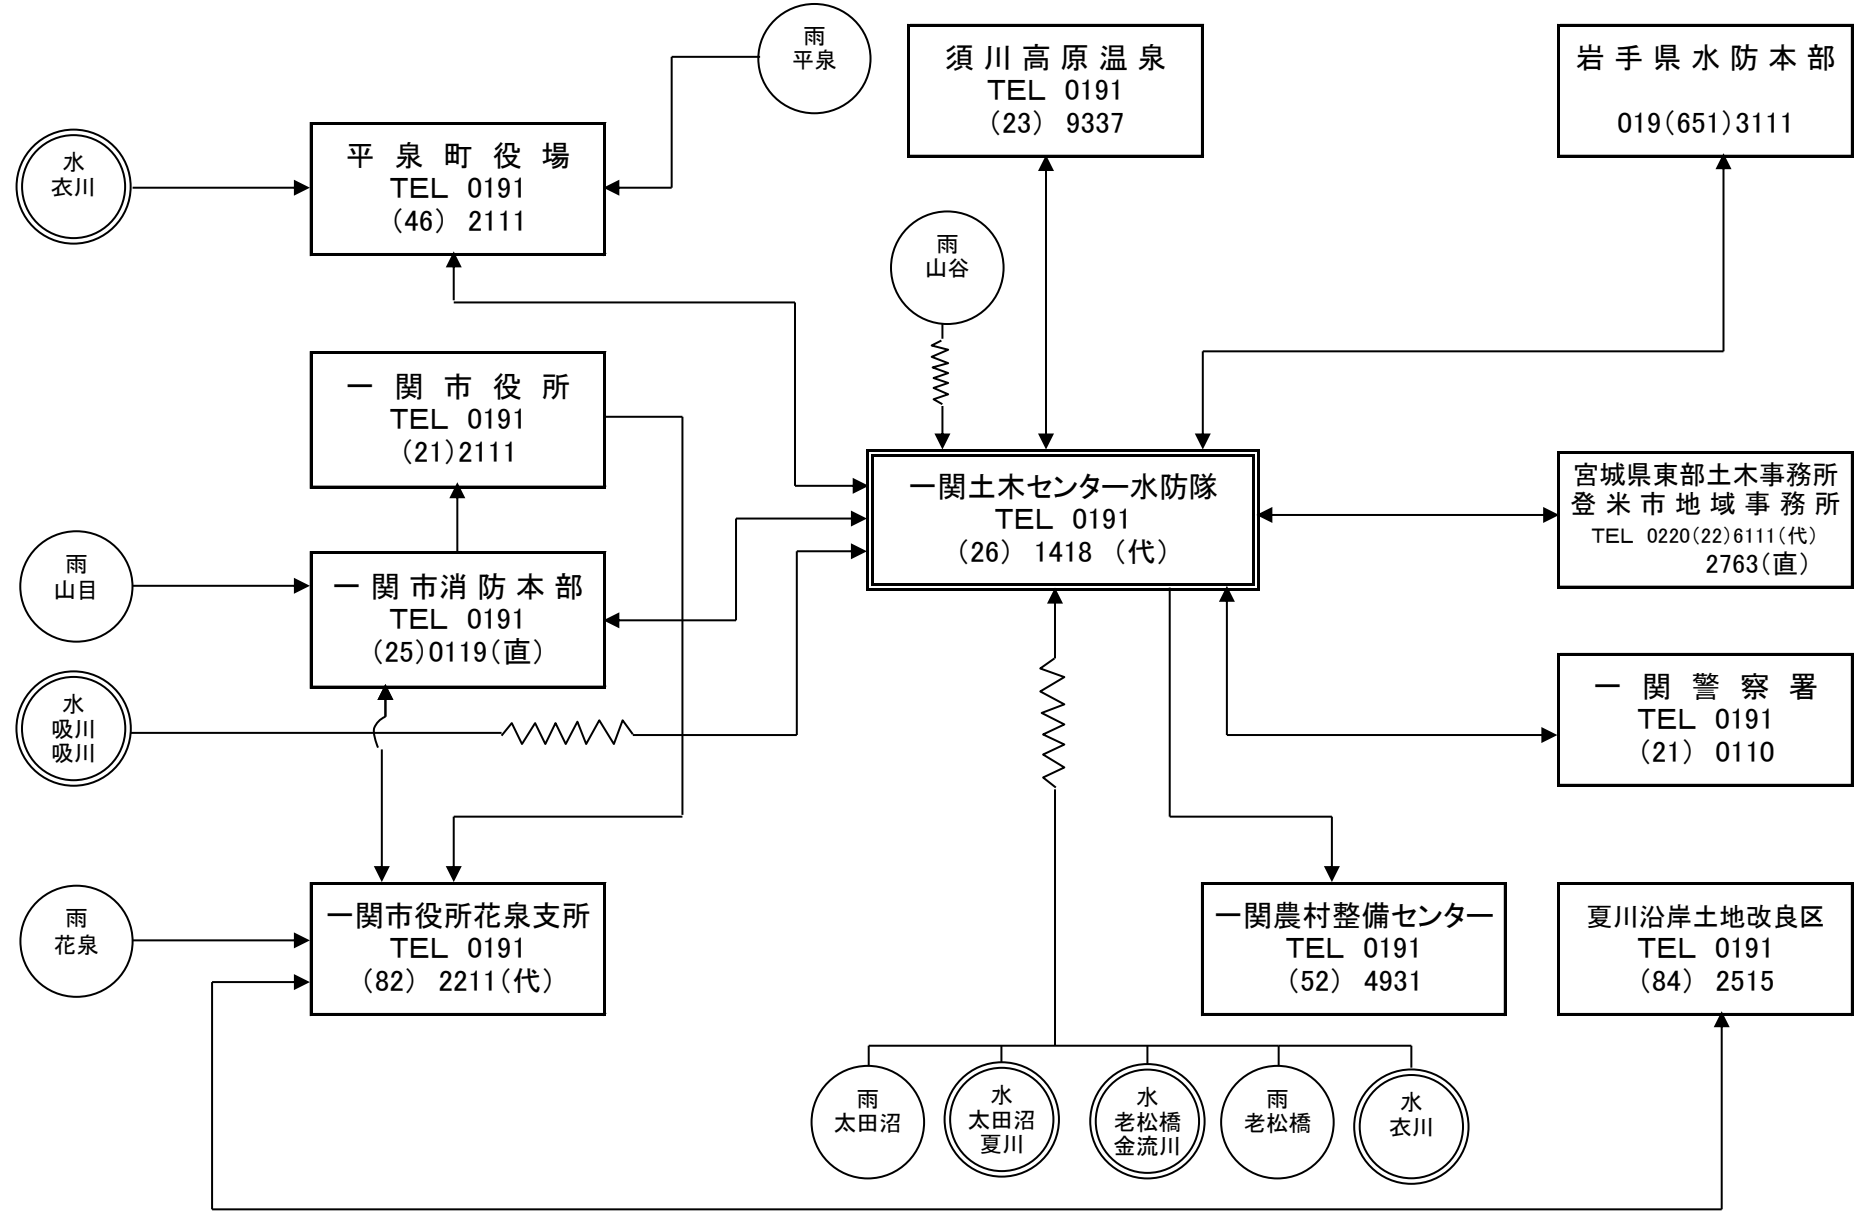 雨
平泉
須川高原温泉
TEL 0191
(23) 9337
岩手県水防本部
019(651)3111
水
衣川
平泉町役場
TEL 0191
(46) 2111
雨
山谷
一関市役所
TEL 0191
(21)2111
一関土木センター水防隊
TEL 0191
(26) 1418 (代)
宮城県東部土木事務所
登米市地域事務所
TEL 0220(22)6111(代)
2763(直)
雨
山目
一関市消防本部
TEL 0191
(25)0119(直)
水
吸川
吸川
一関警察署
TEL 0191
(21) 0110
雨
花泉
一関市役所花泉支所
TEL 0191
(82) 2211(代)
一関農村整備センター
TEL 0191
(52) 4931
夏川沿岸土地改良区
TEL 0191
(84) 2515
雨
太田沼
水
太田沼
夏川
水
老松橋
金流川
雨
老松橋
水
衣川